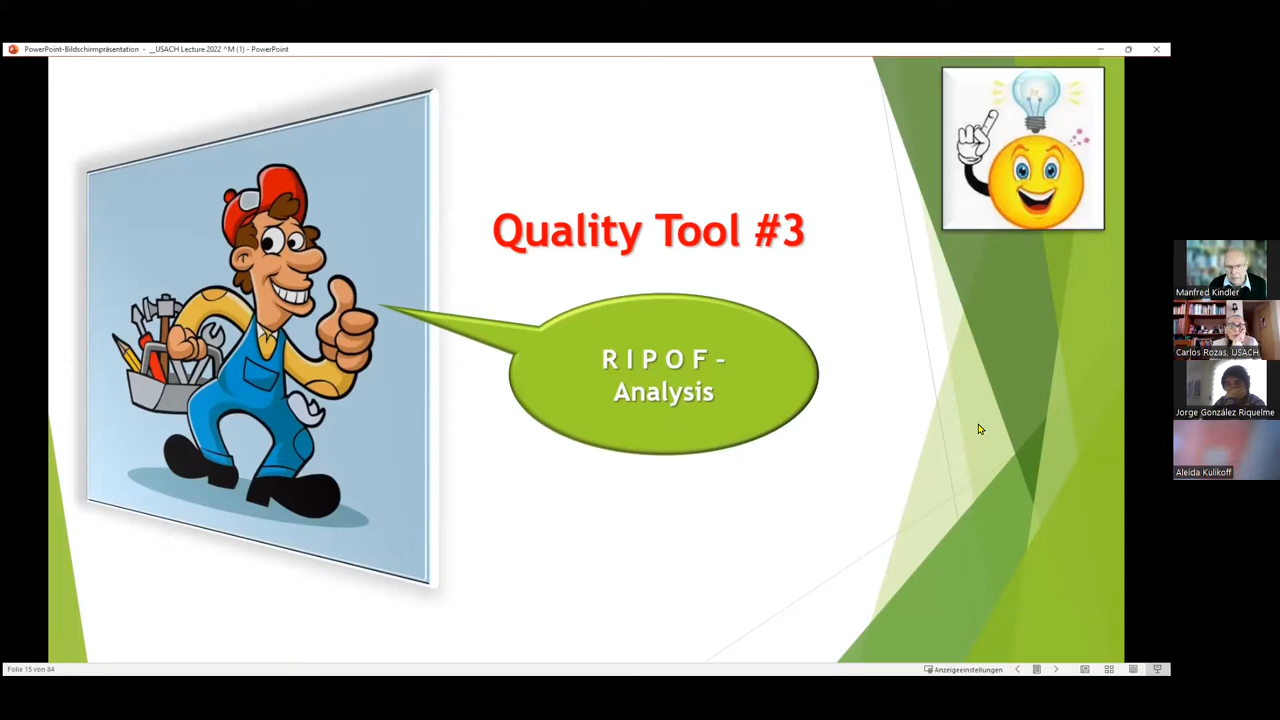 PowerPoint-Bildschirmpräsentation - __USACH Lecture 2022 ^M (1) - PowerPoint
Quality Tool #3
R I P O F -
Analysis
Manfred Kindler
Carlos Rozas, USACH
Jorge González Riquelme
Aleida Kulikoff
Folie 15 von 84
Anzeigeeinstellungen